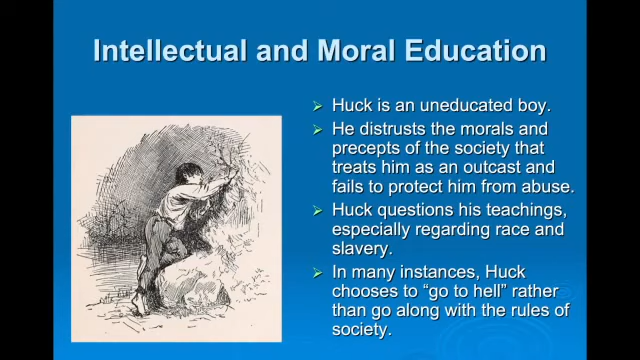 Intellectual and Moral Education
Huck is an uneducated boy.
He distrusts the morals and
precepts of the society that
treats him as an outcast and
fails to protect him from abuse.
Huck questions his teachings,
especially regarding race and
slavery.
In many instances, Huck
chooses to “go to hell” rather
than go along with the rules of
society.